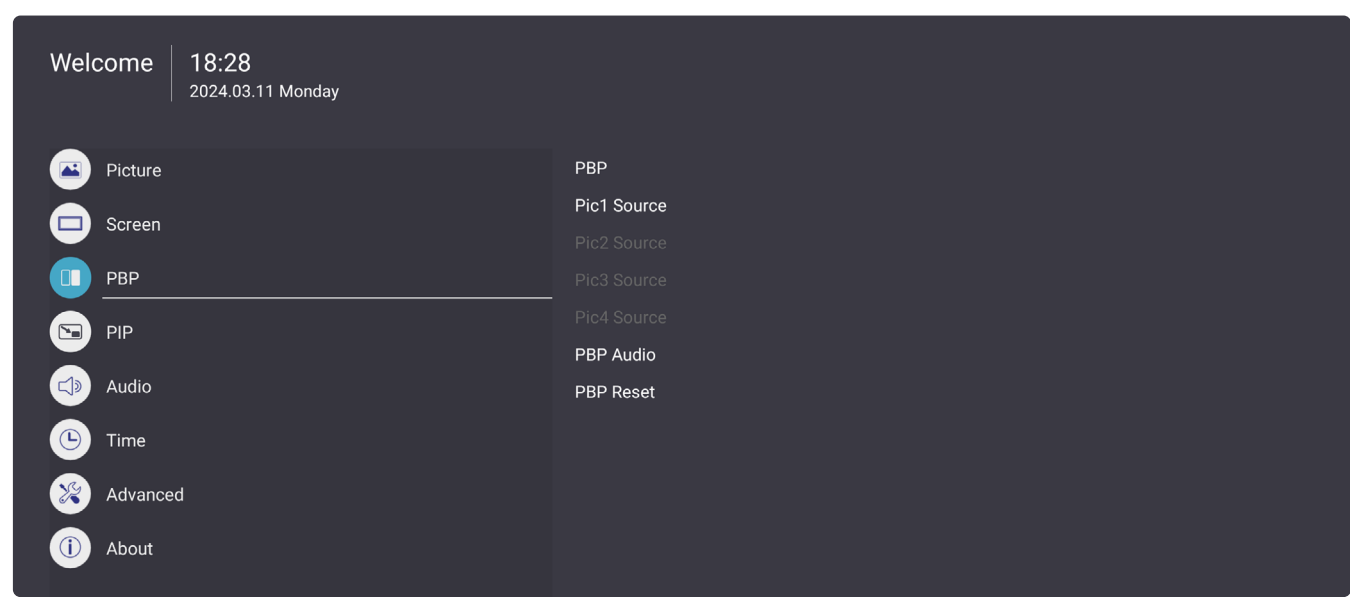 Welcome
18:28
2024.03.11 Monday
Picture
Screen
PBP
PIP
Audio
Time
Advanced
About
PBP
Pic1 Source
Pic2 Source
Pic3 Source
Pic4 Source
PBP Audio
PBP Reset